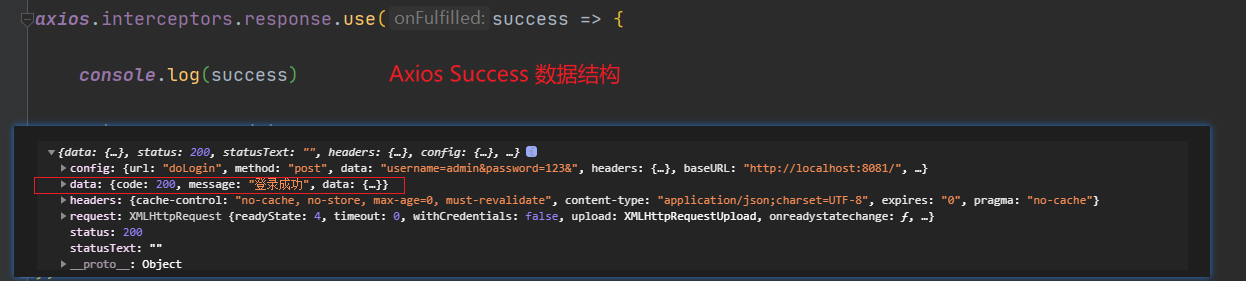 axios.interceptors.response.use( onFulfilled: success => {
console.log(success) Axios Success 数据结构
{data: {…}, status: 200, statusText: "", headers: {…}, config: {…}, …}
config: {url: "doLogin", method: "post", data: "username=admin&password=123&", headers: {…}, baseURL: "http://localhost:8081/", …}
data: {code: 200, message: "登录成功", data: {…}}
headers: {cache-control: "no-cache, no-store, max-age=0, must-revalidate", content-type: "application/json;charset=UTF-8", expires: "0", pragma: "no-cache"}
request: XMLHttpRequest {readyState: 4, timeout: 0, withCredentials: false, upload: XMLHttpRequestUpload, onreadystatechange: ƒ, …}
status: 200
statusText: ""
__proto__: Object